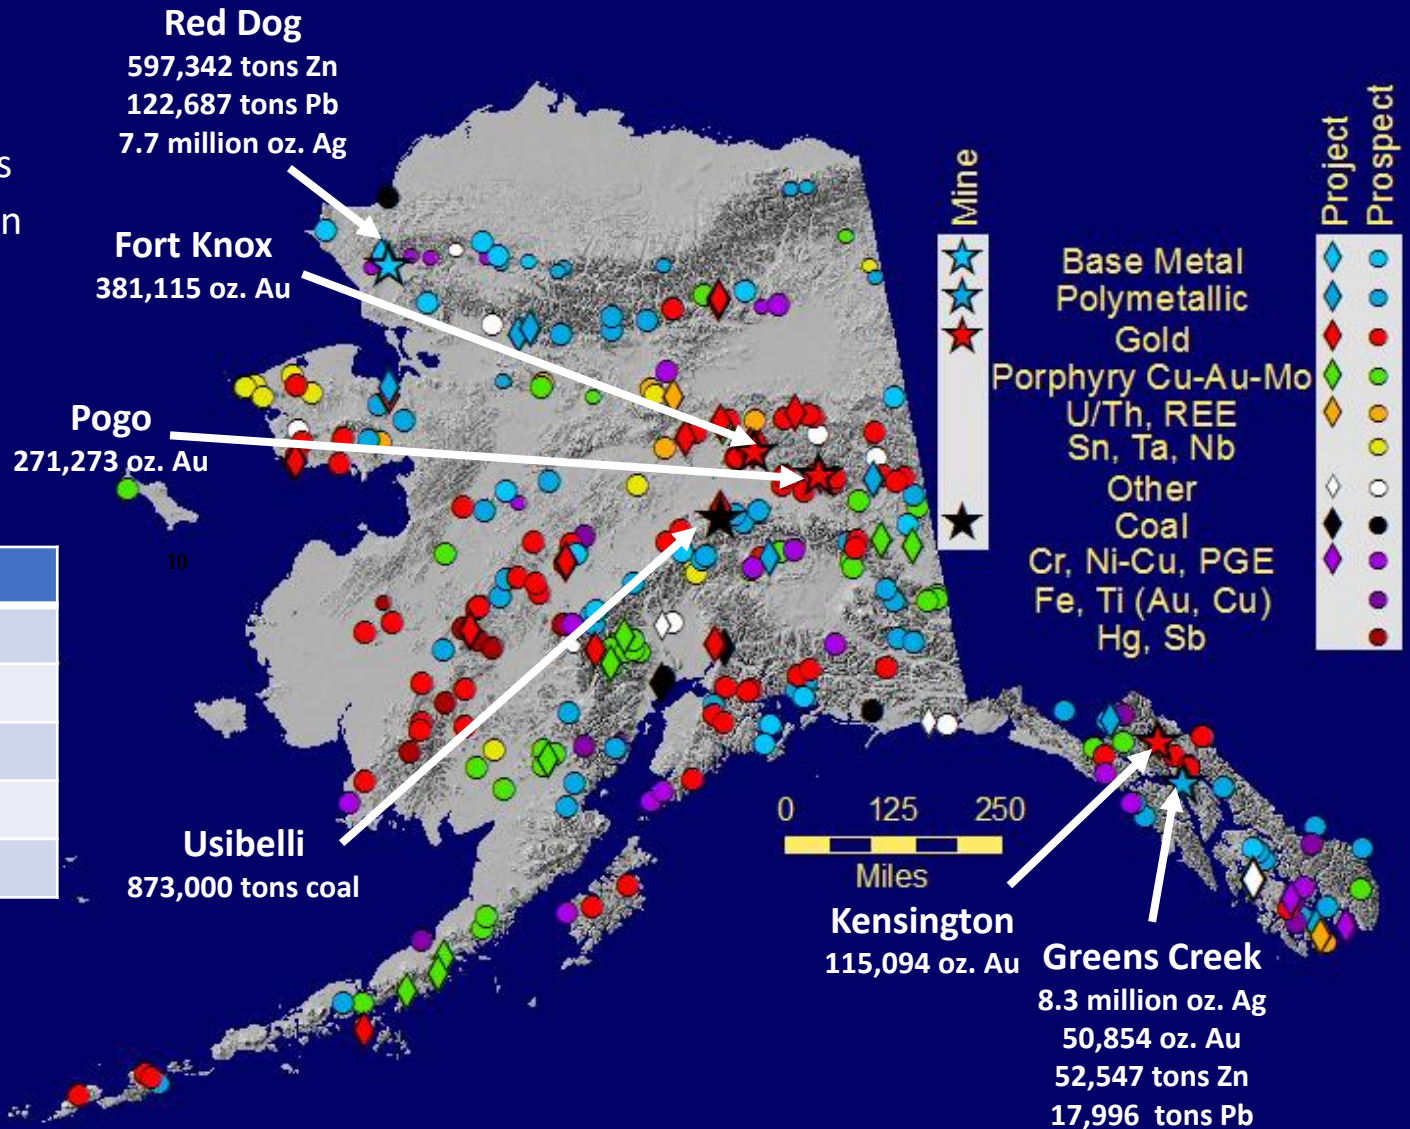 Red Dog
597,342 tons Zn
122,687 tons Pb
7.7 million oz. Ag
s
n
Fort Knox
381,115 oz. Au
Pogo
271,273 oz. Au
10
Usibelli
873,000 tons coal
Mine
Project
Prospect
Base Metal
Polymetallic
Gold
Porphyry Cu-Au-Mo
U/Th, REE
Sn, Ta, Nb
Other
Coal
Cr, Ni-Cu, PGE
Fe, Ti (Au, Cu)
Hg, Sb
0 125 250
Miles
Kensington
115,094 oz. Au
Greens Creek
8.3 million oz. Ag
50,854 oz. Au
52,547 tons Zn
17,996 tons Pb